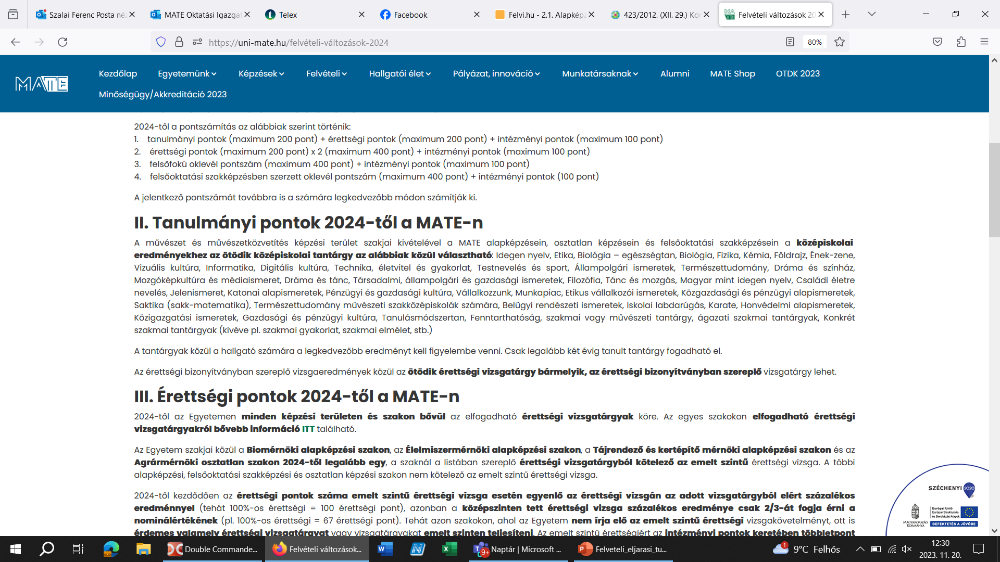 Szalai Ferenc Posta néz
MATE Oktatási Igazgat
Telex
Facebook
Felvi.hu - 2.1. Alapképz
423/2012. (XII. 29.) Kor
Felvételi változások 20
https://uni-mate.hu/felvételi-változások-2024
80%
MATE
Kezdőlap
Egyetemünk
Képzések
Felvételi
Hallgatói élet
Pályázat, innováció
Munkatársaknak
Alumni
MATE Shop
OTDK 2023
Minőségügy/Akkreditáció 2023
2024-től a pontszámítás az alábbiak szerint történik:
1. tanulmányi pontok (maximum 200 pont) + érettségi pontok (maximum 200 pont) + intézményi pontok (maximum 100 pont)
2. érettségi pontok (maximum 200 pont) x 2 (maximum 400 pont) + intézményi pontok (maximum 100 pont)
3. felsőfokú oklevél pontszám (maximum 400 pont) + intézményi pontok (maximum 100 pont)
4. felsőoktatási szakképzésben szerzett oklevél pontszám (maximum 400 pont) + intézményi pontok (100 pont)
A jelentkező pontszámát továbbra is a számára legkedvezőbb módon számítják ki.
II. Tanulmányi pontok 2024-től a MATE-n
A művészet és művészetközvetítés képzési terület szakjai kivételével a MATE alapképzésein, osztatlan képzésein és felsőoktatási szakképzésein a középiskolai
eredményekhez az ötödik középiskolai tantárgy az alábbiak közül választható: Idegen nyelv, Etika, Biológia – egészségtan, Biológia, Fizika, Kémia, Földrajz, Ének-zene,
Vizuális kultúra, Informatika, Digitális kultúra, Technika, életvitel és gyakorlat, Testnevelés és sport, Állampolgári ismeretek, Természettudomány, Dráma és színház,
Mozgóképkultúra és médiaismeret, Dráma és tánc, Társadalmi, állampolgári és gazdasági ismeretek, Filozófia, Tánc és mozgás, Magyar mint idegen nyelv, Családi életre
nevelés, Jelenismeret, Katonai alapismeretek, Pénzügyi és gazdasági kultúra, Vállalkozzunk, Munkapiac, Etikus vállalkozói ismeretek, Közgazdasági és pénzügyi alapismeretek,
Saktika (sakk-matematika), Természettudomány művészeti szakközépiskolák számára, Belügyi rendészeti ismeretek, Iskolai labdarúgás, Karate, Honvédelmi alapismeretek,
Közigazgatási ismeretek, Gazdasági és pénzügyi kultúra, Tanulásmódszertan, Fenntarthatóság, szakmai vagy művészeti tantárgy, ágazati szakmai tantárgyak, Konkrét
szakmai tantárgyak (kivéve pl. szakmai gyakorlat, szakmai elmélet, stb.)
A tantárgyak közül a hallgató számára a legkedvezőbb eredményt kell figyelembe venni. Csak legalább két évig tanult tantárgy fogadható el.
Az érettségi bizonyítványban szereplő vizsgaeredmények közül az ötödik érettségi vizsgatárgy bármelyik, az érettségi bizonyítványban szereplő vizsgatárgy lehet.
III. Érettségi pontok 2024-től a MATE-n
2024-től az Egyetemen minden képzési területen és szakon bővül az elfogadható érettségi vizsgatárgyak köre. Az egyes szakokon elfogadható érettségi
vizsgatárgyakról bővebb információ ITT található.
Az Egyetem szakjai közül a Biomérnöki alapképzési szakon, az Élelmiszermérnöki alapképzési szakon, a Tájrendező és kertépítő mérnöki alapképzési szakon és az
Agrármérnöki osztatlan szakon 2024-től legalább egy, a szaknál a listában szereplő érettségi vizsgatárgyból kötelező az emelt szintű érettségi vizsga. A többi
alapképzési, felsőoktatási szakképzési és osztatlan képzési szakon nem kötelező az emelt szintű érettségi vizsga.
2024-től kezdődően az érettségi pontok száma emelt szintű érettségi vizsga esetén egyenlő az érettségi vizsgán az adott vizsgatárgyból elért százalékos
eredménnyel (tehát 100%-os érettségi = 100 érettségi pont), azonban a középszinten tett érettségi vizsga százalékos eredménye csak 2/3-át fogja érni a
nominálértékének (pl. 100%-os érettségi = 67 érettségi pont). Tehát azon szakokon, ahol az Egyetem nem írja elő az emelt szintű érettségi vizsgakövetelményt, ott is
érdemes valamely érettségi vizsgatárgyat vagy vizsgatárgyakat emelt szinten teljesíteni. Az emelt szintű érettségiért az intézményi pontok keretében többletpont
SZÉCHENYI 2020
MAGYARORSZÁG
KORMÁNYA
Európai Unió
Európai Strukturális
és Beruházási Alapok
BEFEKTETÉS A JÖVŐBE
Double Commande...
Felvételi változások...
9+
Naptár | Microsoft ...
Felveteli_eljarasi_tu...
1
9°C Felhős
12:30
2023. 11. 20.